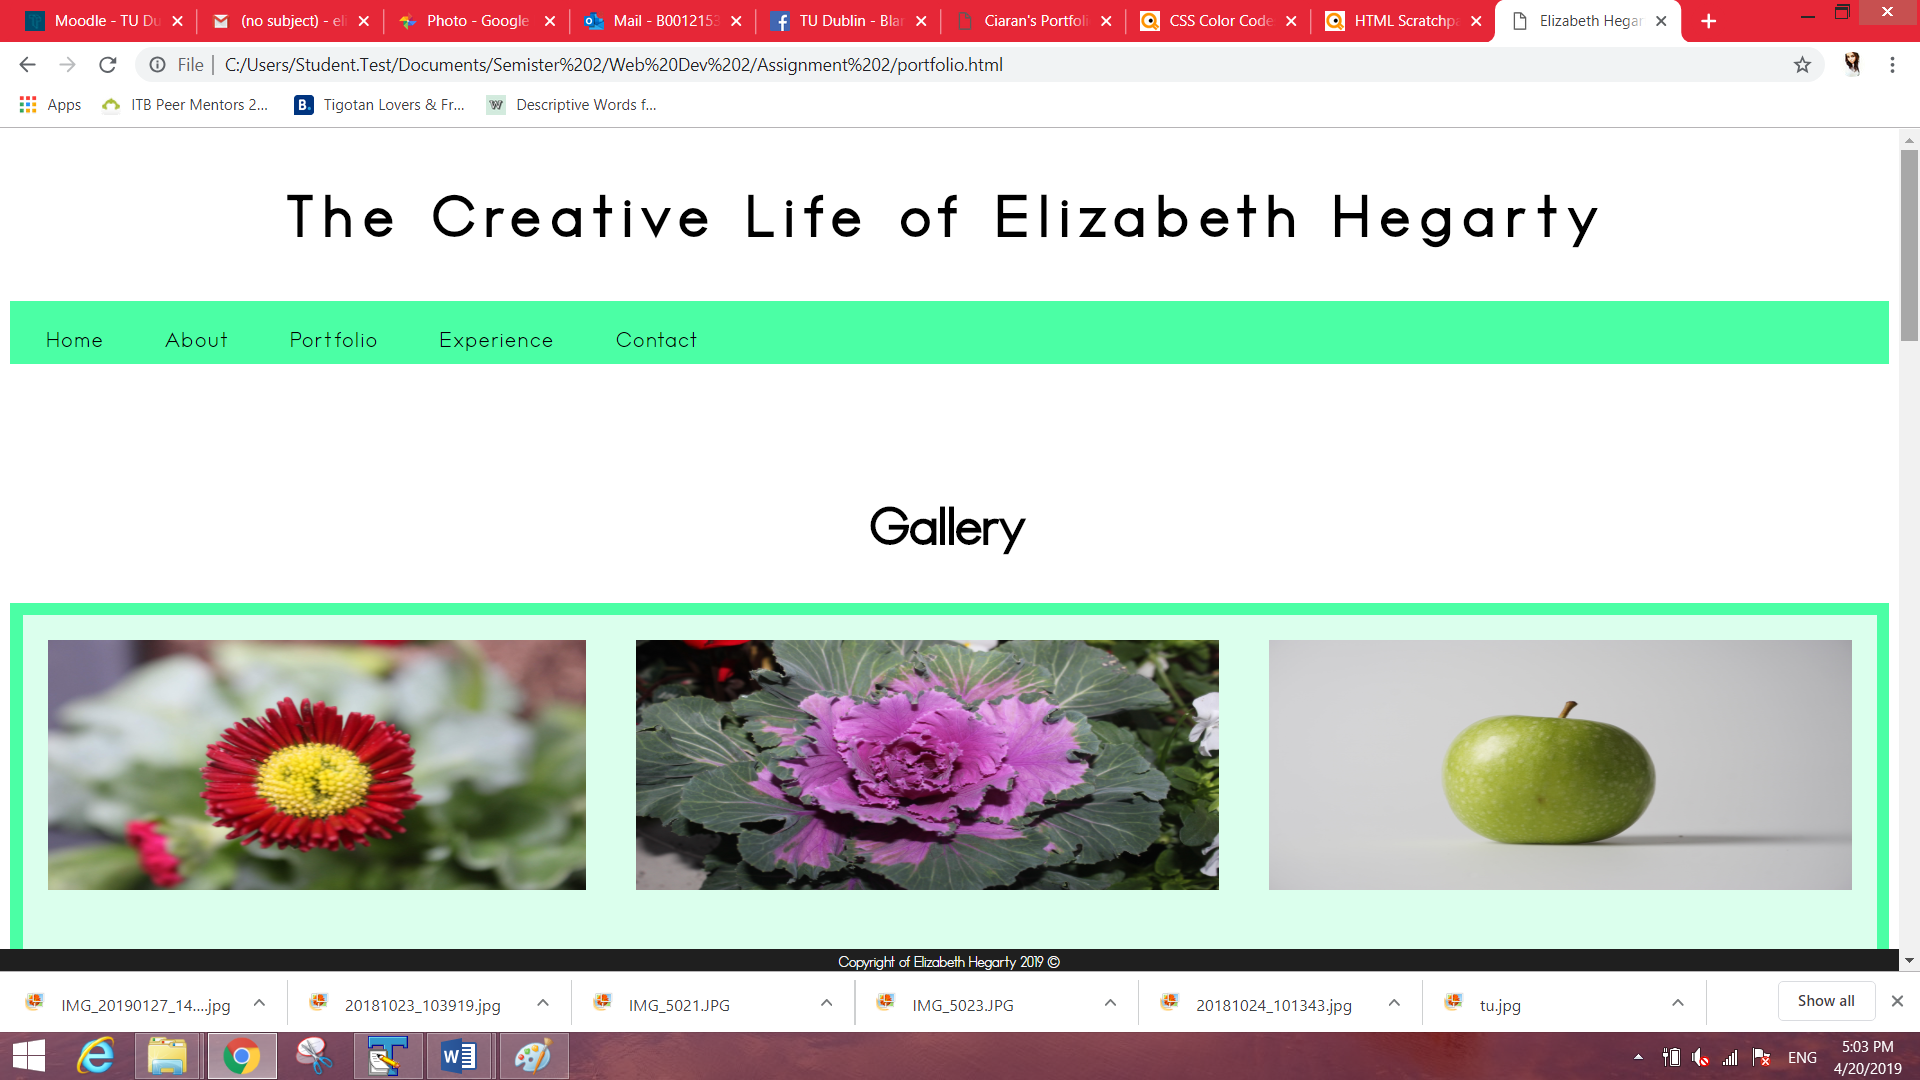 Moodle - TU Du
(no subject) - eli
Photo - Google
Mail - B0012153
TU Dublin - Blan
Ciaran's Portfoli
CSS Color Code
HTML Scratchpa
Elizabeth Hegar
File | C:/Users/Student.Test/Documents/Semister%202/Web%20Dev%202/Assignment%202/portfolio.html
Apps ITB Peer Mentors 2... Tigotan Lovers & Fr... Descriptive Words f...
The Creative Life of Elizabeth Hegarty
Home About Portfolio Experience Contact
Gallery
Copyright of Elizabeth Hegarty 2019 ©
IMG_20190127_14....jpg 20181023_103919.jpg IMG_5021.JPG IMG_5023.JPG 20181024_101343.jpg tu.jpg Show all
ENG
5:03 PM
4/20/2019